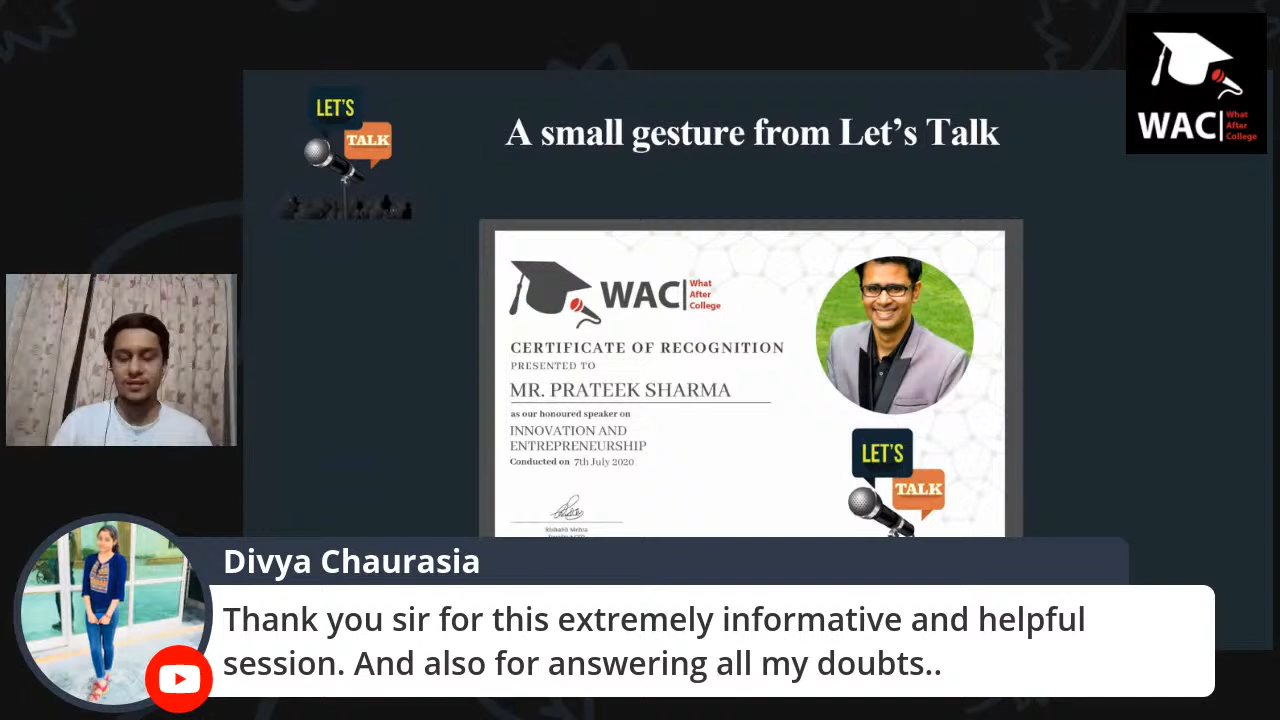 LET'S
TALK
A small gesture from Let's Talk
WAC
What
After
College
WAC
What
After
College
CERTIFICATE OF RECOGNITION
PRESENTED TO
MR. PRATEEK SHARMA
as our honoured speaker on
INNOVATION AND
ENTREPRENEURSHIP
Conducted on 7th July 2020
LET'S
TALK
Rishabh Mehta
Divya Chaurasia
Thank you sir for this extremely informative and helpful
session. And also for answering all my doubts..